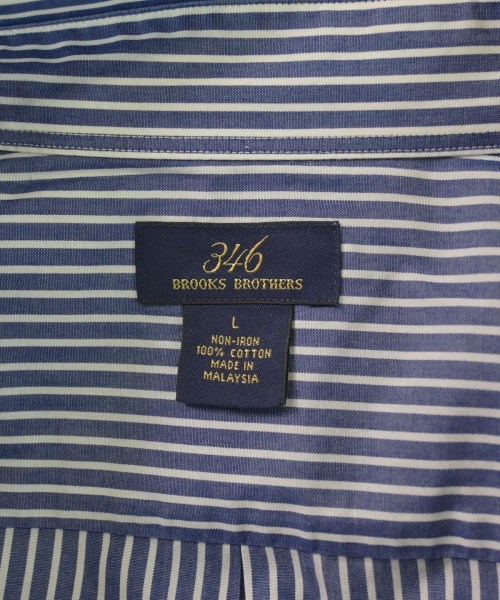 346
BROOKS BROTHERS
L
NON-IRON
100% COTTON
MADE IN
MALAYSIA